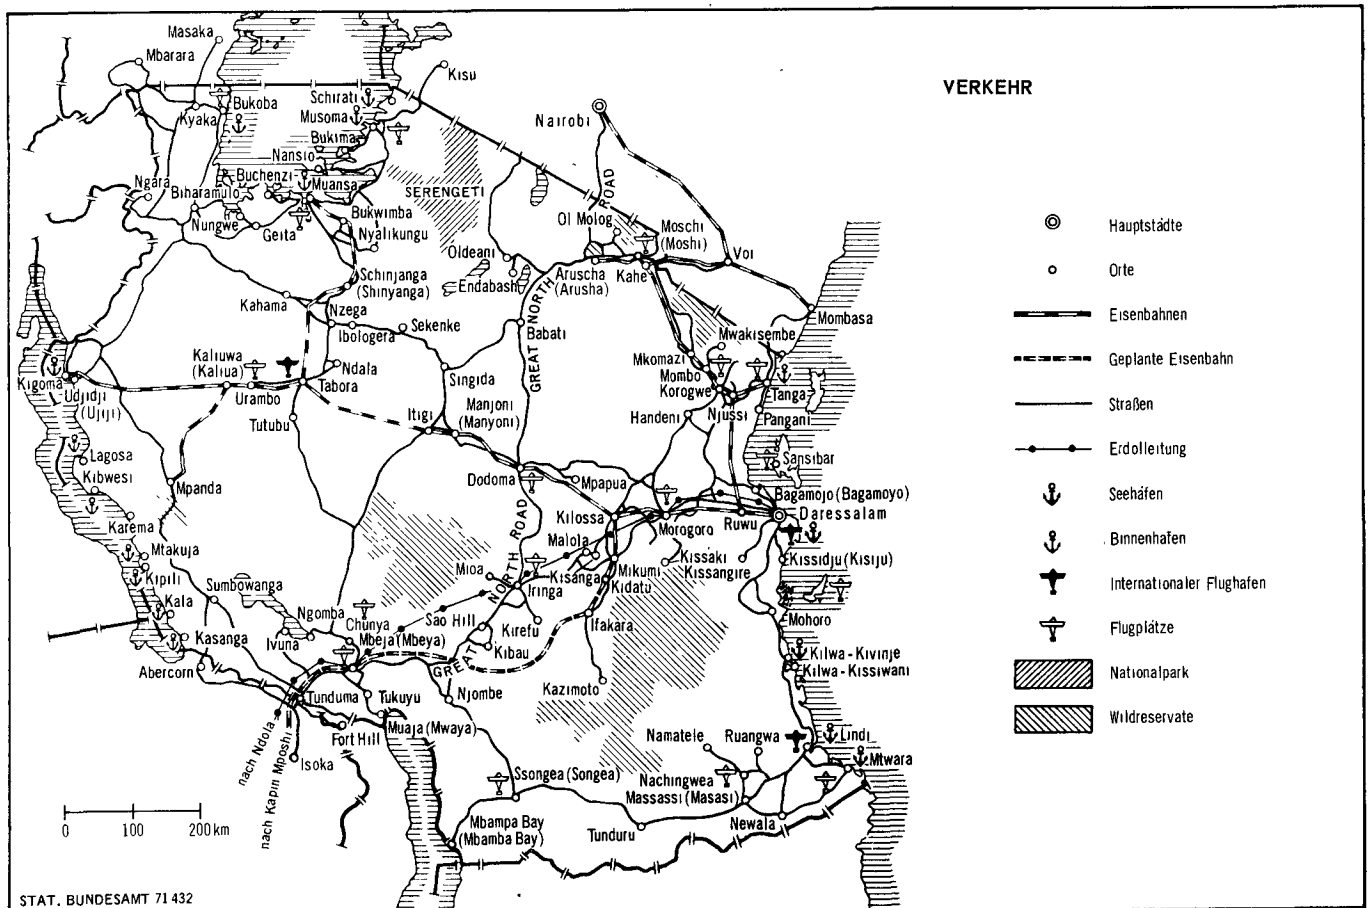 VERKEHR
Masaka
Mbarara
Kisu
Schirati
Bukoba
Musoma
Kyaka
Bukima
Nairobi
Nansio
Buchenzi
Muansa
SERENGETI
Ngara
Biharamulo
ROAD
Bukwimba
Ol Molog
Moschi
(Moshi)
Nungwe
Geita
Nyalikungu
Oldeani
Voi
Schinjanga
(Shinyanga)
Endabash
Aruscha
(Arusha)
Kahe
Kahama
Nzega
Ibologera
Sekenke
GREAT NORTH
Babati
Mombasa
Mwakisembe
Mkomazi
Kaliuwa
(Kaliua)
Ndala
Mombo
Kigoma
Udjidji
(Ujiji)
Urambo
Tabora
Singida
Korogwe
Tanga
Manjoni
(Manyoni)
Itigi
Handeni
Njussi
Pangani
Tutubu
Lagosa
Sansibar
Kibwesi
Mpanda
Dodoma
Mpapua
Bagamojo (Bagamoyo)
Karema
Kilossa
Daressalam
Morogoro
Ruwu
NORTH ROAD
Malola
Mtakuja
Kissaki
Kissangire
Kissidju (Kisiju)
Kipili
Mloa
Kisanga
Mikumi
Kidatu
Sumbowanga
Iringa
Kala
Ngomba
Chunya
Sao Hill
Kirefu
Ifakara
Mohoro
Kasanga
Ivuna
Mbeja (Mbeya)
Kibau
Kilwa-Kivinje
Kilwa-Kissiwani
Abercorn
GREAT
Kazimoto
Tunduma
Tukuyu
Njombe
Muaja (Mwaya)
Fort Hill
nach Ndola
nach Kapiri Mposhi
Isoka
Namatele
Ruangwa
Lindi
Mtwara
Ssongea (Songea)
Nachingwea
Massassi (Masasi)
Mbampa Bay
(Mbamba Bay)
Tunduru
Newala
0 100 200 km
STAT. BUNDESAMT 71 432
Hauptstädte
Orte
Eisenbahnen
Geplante Eisenbahn
Straßen
Erdölleitung
Seehäfen
Binnenhäfen
Internationaler Flughafen
Flugplätze
Nationalpark
Wildreservate